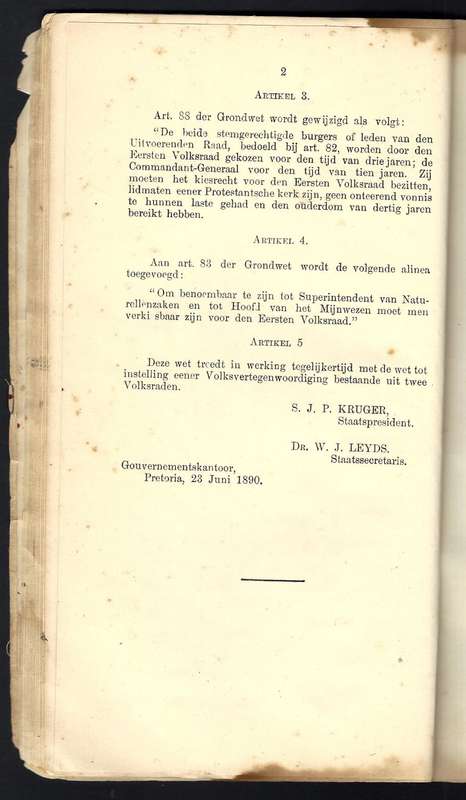 2
ARTIKEL 3.
Art. 88 der Grondwet wordt gewijzigd als volgt:
"De beide stemgerechtigde burgers of leden van den
Uitvoerenden Raad, bedoeld bij art. 82, worden door den
Eersten Volksraad gekozen voor den tijd van drie jaren; de
Commandant-Generaal voor den tijd van tien jaren. Zij
moeten het kiesrecht voor den Eersten Volksraad bezitten,
lidmaten eener Protestantsche kerk zijn, geen onteerend vonnis
te hunnen laste gehad en den ouderdom van dertig jaren
bereikt hebben.
ARTIKEL 4.
Aan art. 83 der Grondwet wordt de volgende alinea
toegevoegd:
"Om benoembaar te zijn tot Superintendent van Natu-
rellenzaken en tot Hoofd van het Mijnwezen moet men
verki sbaar zijn voor den Eersten Volksraad."
ARTIKEL 5
Deze wet treedt in werking tegelijkertijd met de wet tot
instelling eener Volksvertegenwoordiging bestaande uit twee
Volksraden.
S. J. P. KRUGER,
Staatspresident.
DR. W. J. LEYDS.
Staatssecretaris.
Gouvernementskantoor,
Pretoria, 23 Juni 1890.